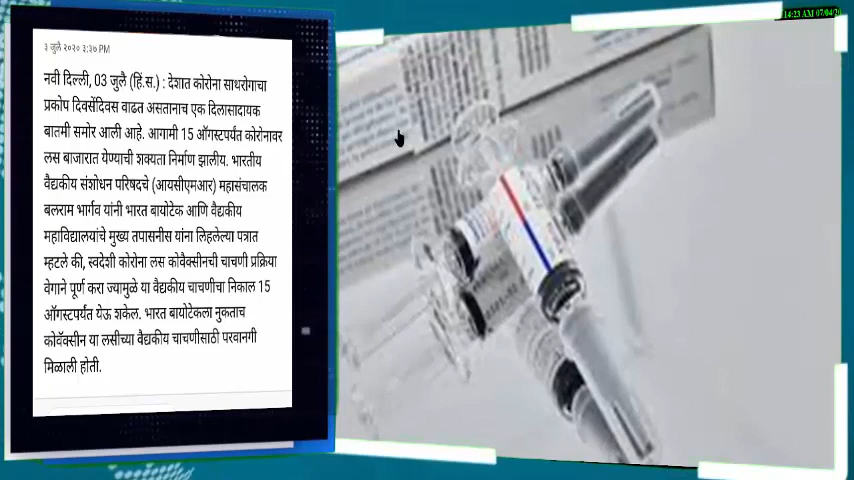 ३ जुलै २०२० ३:३७ PM
नवी दिल्ली, 03 जुलै (हिं.स.) : देशात कोरोना साथरोगाचा
प्रकोप दिवसेंदिवस वाढत असतानाच एक दिलासादायक
बातमी समोर आली आहे. आगामी 15 ऑगस्टपर्यंत कोरोनावर
लस बाजारात येण्याची शक्यता निर्माण झालीय. भारतीय
वैद्यकीय संशोधन परिषदचे (आयसीएमआर) महासंचालक
बलराम भार्गव यांनी भारत बायोटेक आणि वैद्यकीय
महाविद्यालयांचे मुख्य तपासनीस यांना लिहलेल्या पत्रात
म्हटले की, स्वदेशी कोरोना लस कोवैक्सीनची चाचणी प्रक्रिया
वेगाने पूर्ण करा ज्यामुळे या वैद्यकीय चाचणीचा निकाल 15
ऑगस्टपर्यंत येऊ शकेल. भारत बायोटेकला नुकताच
कोवॅक्सीन या लसीच्या वैद्यकीय चाचणीसाठी परवानगी
मिळाली होती.
14:23 AM 07/04/20